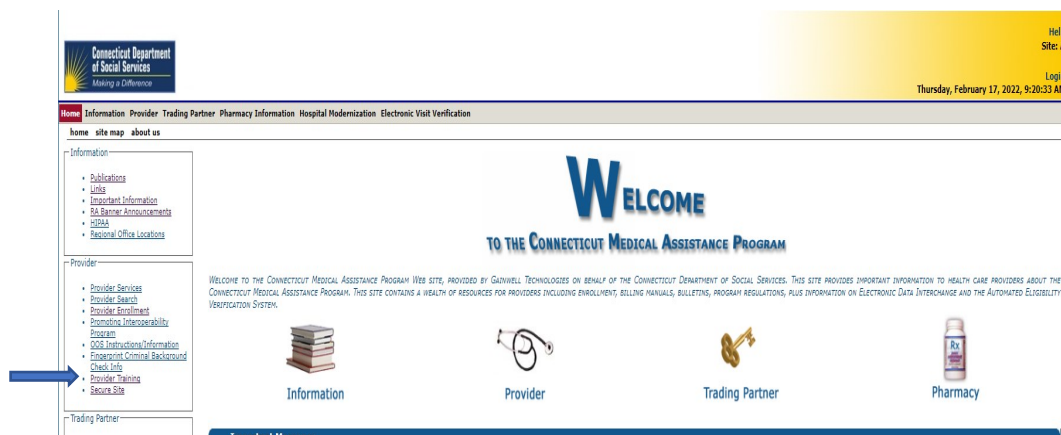 Connecticut Department
of Social Services
Making a Difference
Thursday, February 17, 2022, 9:20:33
Home Information Provider Trading Partner Pharmacy Information Hospital Modernization Electronic Visit Verification
home site map about us
Information
Publications
Links
Important Information
RA Banner Announcements
HIPAA
Regional Office Locations
Provider
Provider Services
Provider Search
Provider Enrollment
Promoting Interoperability
Program
OOS Instructions/Information
Fingerprint Criminal Background
Check Info
Provider Training
Secure Site
Trading Partner
WELCOME
TO THE CONNECTICUT MEDICAL ASSISTANCE PROGRAM
WELCOME TO THE CONNECTICUT MEDICAL ASSISTANCE PROGRAM WEB SITE, PROVIDED BY GAINWELL TECHNOLOGIES ON BEHALF OF THE CONNECTICUT DEPARTMENT OF SOCIAL SERVICES. THIS SITE PROVIDES IMPORTANT INFORMATION TO HEALTH CARE PROVIDERS ABOUT THE
CONNECTICUT MEDICAL ASSISTANCE PROGRAM. THIS SITE CONTAINS A WEALTH OF RESOURCES FOR PROVIDERS INCLUDING ENROLLMENT, BILLING MANUALS, BULLETINS, PROGRAM REGULATIONS, PLUS INFORMATION ON ELECTRONIC DATA INTERCHANGE AND THE AUTOMATED ELIGIBILITY
VERIFICATION SYSTEM.
Rx
Information Provider Trading Partner Pharmacy